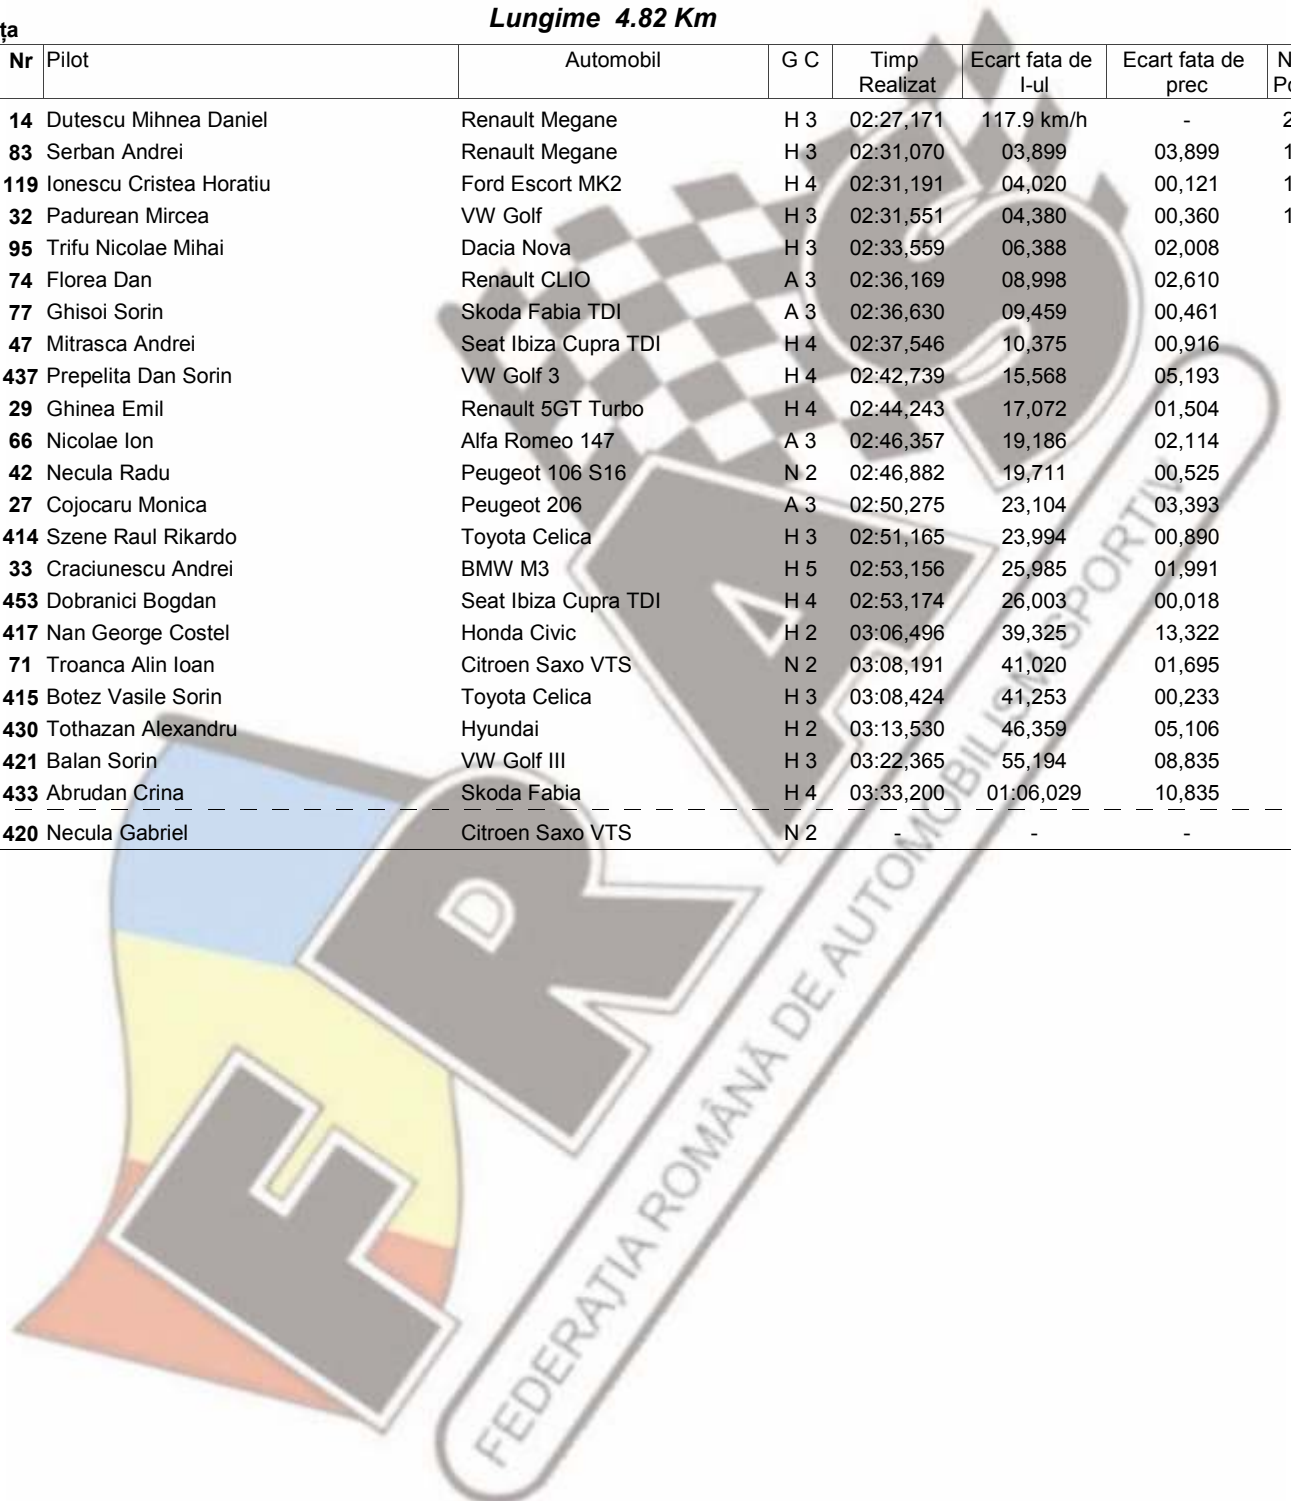 Lungime 4.82 Km
ța
Nr Pilot Automobil G C Timp Realizat Ecart fata de I-ul Ecart fata de prec
14 Dutescu Mihnea Daniel Renault Megane H 3 02:27,171 117.9 km/h - 2
83 Serban Andrei Renault Megane H 3 02:31,070 03,899 03,899 1
119 Ionescu Cristea Horatiu Ford Escort MK2 H 4 02:31,191 04,020 00,121 1
32 Padurean Mircea VW Golf H 3 02:31,551 04,380 00,360 1
95 Trifu Nicolae Mihai Dacia Nova H 3 02:33,559 06,388 02,008
74 Florea Dan Renault CLIO A 3 02:36,169 08,998 02,610
77 Ghisoi Sorin Skoda Fabia TDI A 3 02:36,630 09,459 00,461
47 Mitrasca Andrei Seat Ibiza Cupra TDI H 4 02:37,546 10,375 00,916
437 Prepelita Dan Sorin VW Golf 3 H 4 02:42,739 15,568 05,193
29 Ghinea Emil Renault 5GT Turbo H 4 02:44,243 17,072 01,504
66 Nicolae Ion Alfa Romeo 147 A 3 02:46,357 19,186 02,114
42 Necula Radu Peugeot 106 S16 N 2 02:46,882 19,711 00,525
27 Cojocaru Monica Peugeot 206 A 3 02:50,275 23,104 03,393
414 Szene Raul Rikardo Toyota Celica H 3 02:51,165 23,994 00,890
33 Craciunescu Andrei BMW M3 H 5 02:53,156 25,985 01,991
453 Dobranici Bogdan Seat Ibiza Cupra TDI H 4 02:53,174 26,003 00,018
417 Nan George Costel Honda Civic H 2 03:06,496 39,325 13,322
71 Troanca Alin Ioan Citroen Saxo VTS N 2 03:08,191 41,020 01,695
415 Botez Vasile Sorin Toyota Celica H 3 03:08,424 41,253 00,233
430 Tothazan Alexandru Hyundai H 2 03:13,530 46,359 05,106
421 Balan Sorin VW Golf III H 3 03:22,365 55,194 08,835
433 Abrudan Crina Skoda Fabia H 4 03:33,200 01:06,029 10,835
420 Necula Gabriel Citroen Saxo VTS N 2 - - -
FRAS
FEDERAȚIA ROMÂNĂ DE AUTOMOBILISM SPORTIV